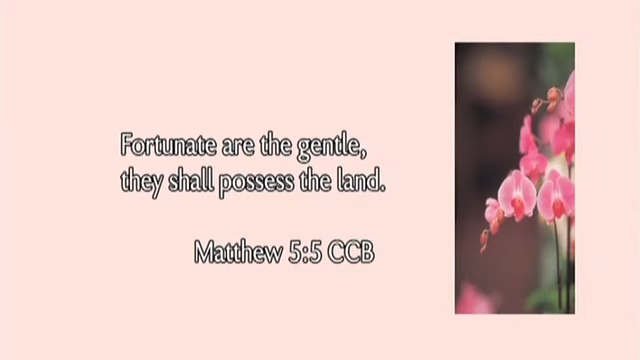 Fortunate are the gentle,
they shall possess the land.
Matthew 5:5 CCB